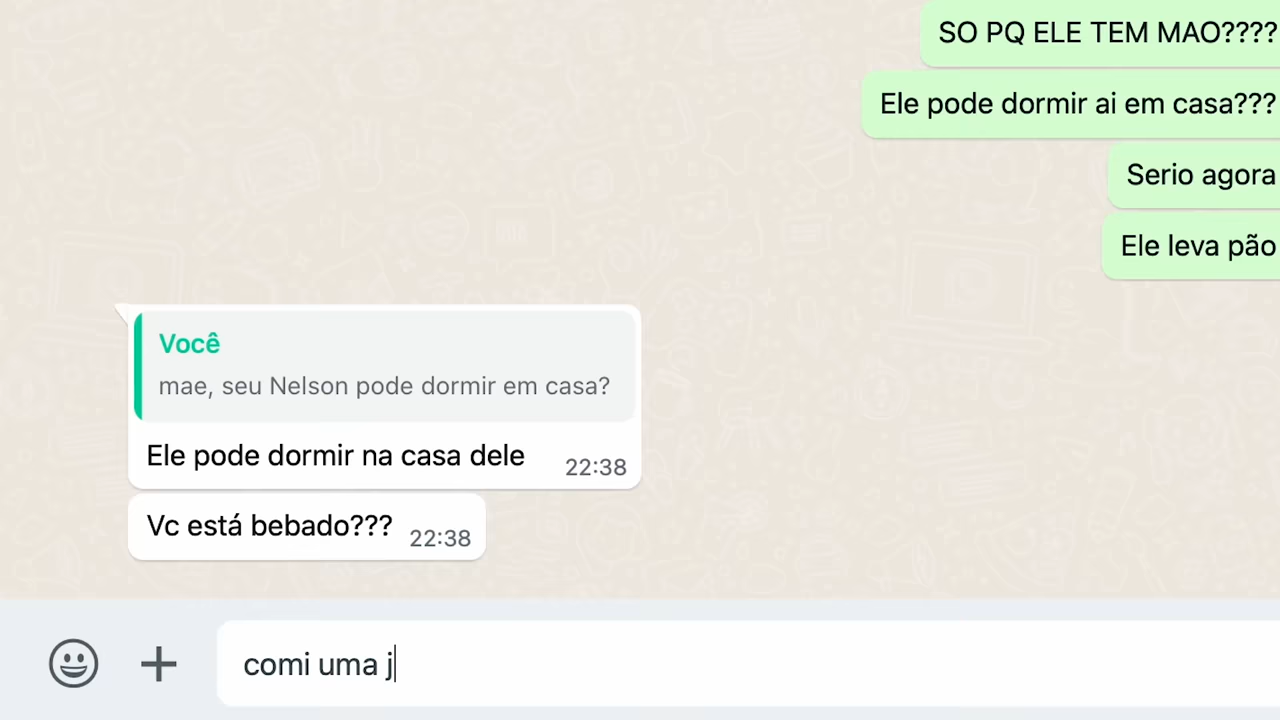 SO PQ ELE TEM MAO????
Ele pode dormir ai em casa???
Serio agora
Ele leva pão
Você
mae, seu Nelson pode dormir em casa?
Ele pode dormir na casa dele 22:38
Vc está bebado??? 22:38
comi uma j